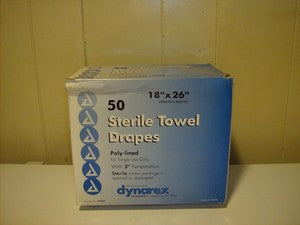 18" x 26"
50
Sterile Towel
Drapes
Poly-lined
For Single Use Only
With 3" Fenestration
Sterile unless package is
opened or damaged
dynarex